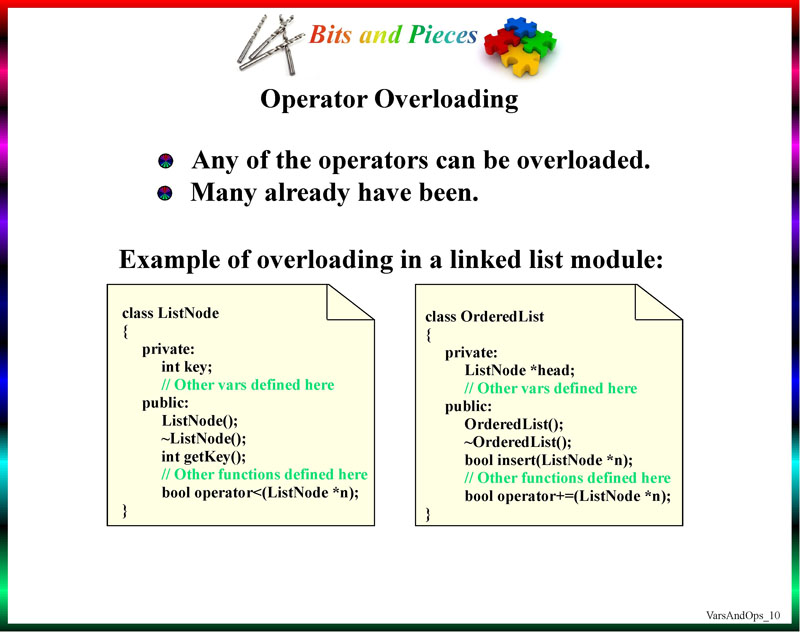 Bits and Pieces
Operator Overloading
Any of the operators can be overloaded.
Many already have been.
Example of overloading in a linked list module:
class ListNode
{
private:
int key;
// Other vars defined here
public:
ListNode();
~ListNode();
int getKey();
// Other functions defined here
bool operator<(ListNode *n);
}
class OrderedList
{
private:
ListNode *head;
// Other vars defined here
public:
OrderedList();
~OrderedList();
bool insert(ListNode *n);
// Other functions defined here
bool operator+=(ListNode *n);
}
VarsAndOps_10